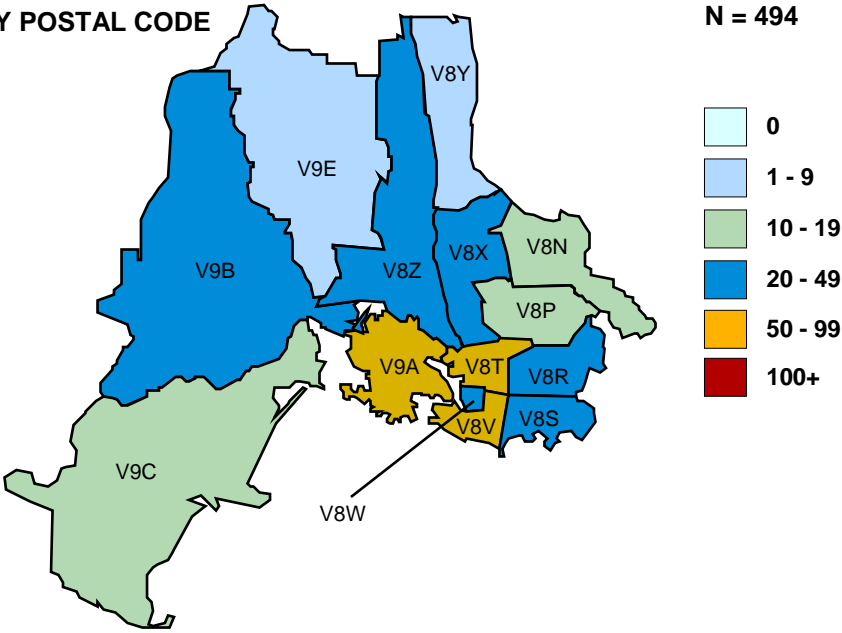 Y POSTAL CODE
N = 494
V8Y
0
1 - 9
V9E
10 - 19
V8N
V8X
V9B
V8Z
20 - 49
V8P
50 - 99
V9A
V8T
V8R
100+
V8S
V8V
V9C
V8W